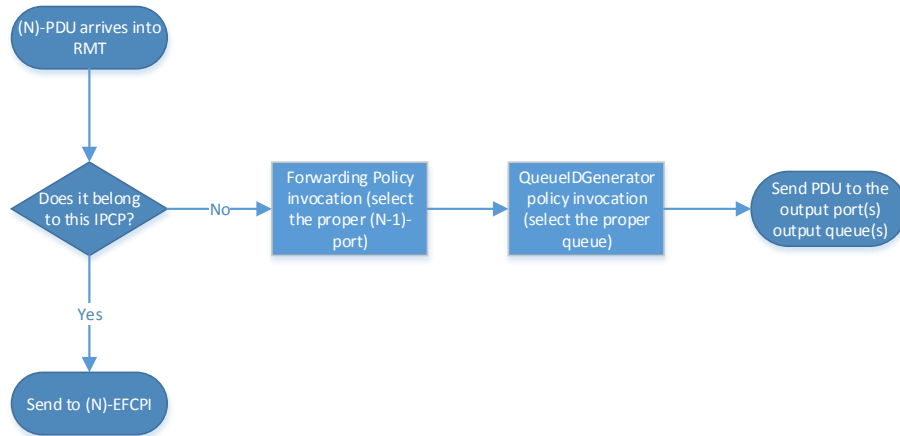 (N)-PDU arrives into
RMT
Does it belong
to this IPCP?
No
Forwarding Policy
invocation (select
the proper (N-1)-
port)
QueueIDGenerator
policy invocation
(select the proper
queue)
Send PDU to the
output port(s)
output queue(s)
Yes
Send to (N)-EFCPI